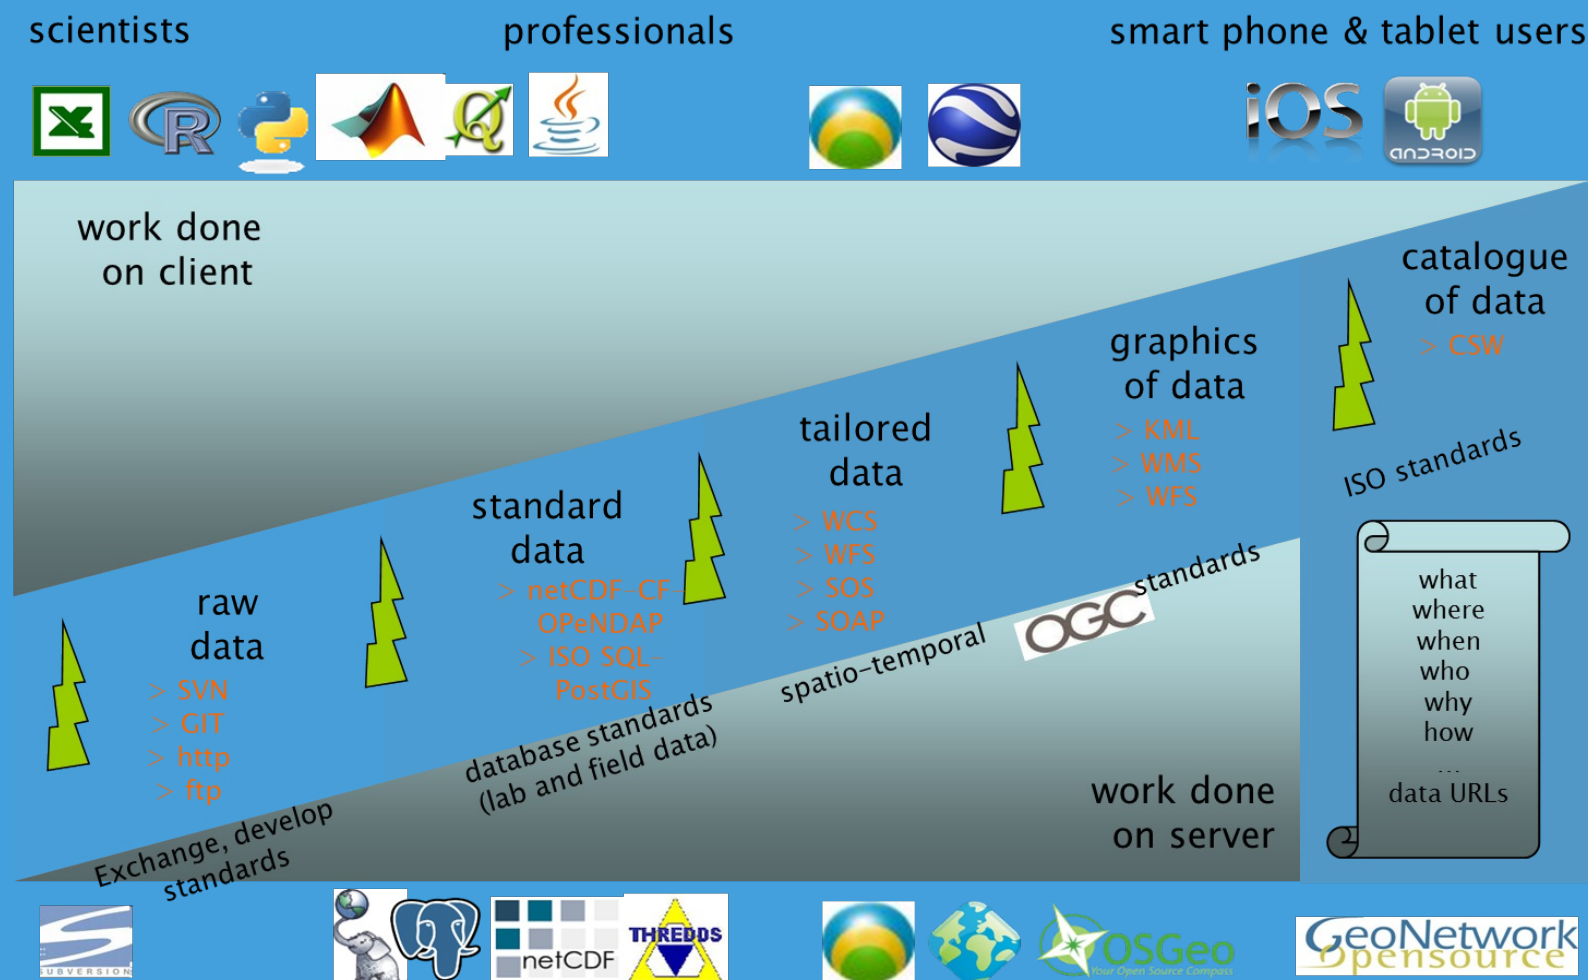 scientists
professionals
smart phone & tablet users
iOS
ANDROID
work done
on client
catalogue
of data
> CSW
ISO standards
graphics
of data
> KML
> WMS
> WFS
tailored
data
> WCS
> WFS
> SOS
> SOAP
standard
data
> netCDF-CF-
OPeNDAP
> ISO SQL-
PostGIS
raw
data
> SVN
> GIT
> http
> ftp
Exchange, develop
standards
database standards
(lab and field data)
spatio-temporal
OGC
standards
work done
on server
what
where
when
who
why
how
...
data URLs
SUBVERSION
netCDF
THREDDS
OSGeo
Your Open Source Compass
GeoNetwork
Opensource